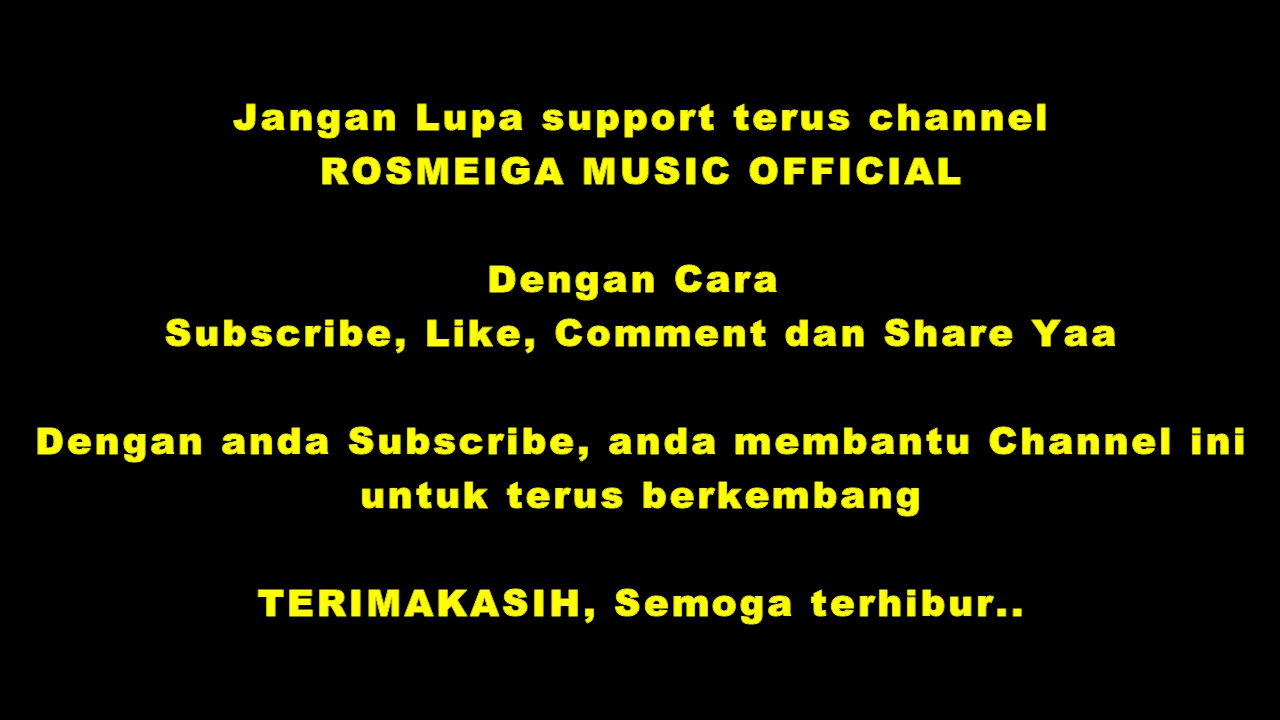 Jangan Lupa support terus channel
ROSMEIGA MUSIC OFFICIAL
Dengan Cara
Subscribe, Like, Comment dan Share Yaa
Dengan anda Subscribe, anda membantu Channel ini
untuk terus berkembang
TERIMAKASIH, Semoga terhibur..